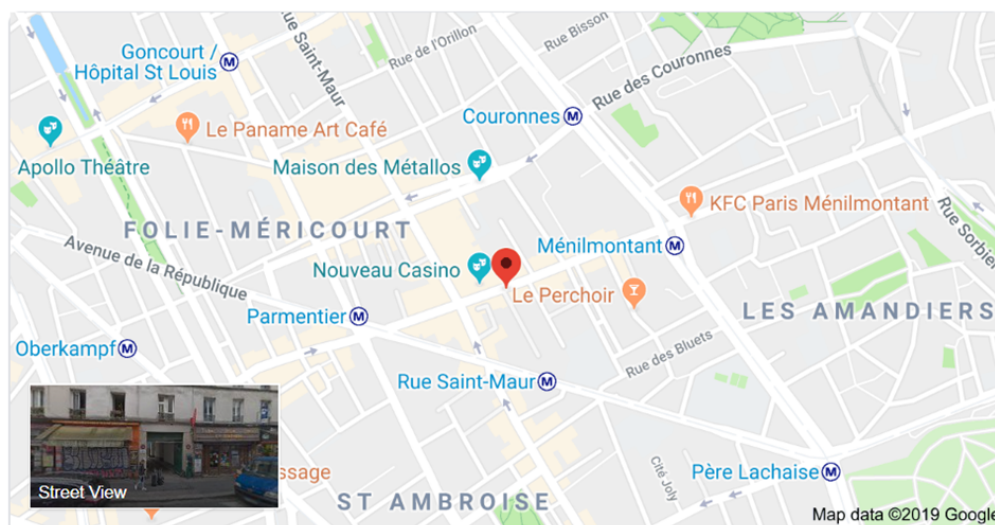 Goncourt /
Hôpital St Louis
Rue Saint-Maur
Rue de l'Orillon
Rue Bisson
Rue des Couronnes
Couronnes
Le Paname Art Café
Apollo Théâtre
Maison des Métallos
KFC Paris Ménilmontant
Rue Sorbier
FOLIE-MÉRICOURT
Ménilmontant
Avenue de la République
Nouveau Casino
Le Perchoir
LES AMANDIERS
Parmentier
Oberkampf
Rue des Bluets
Rue Saint-Maur
Cité Joly
Père Lachaise
ssage
Street View
ST AMBROISE
Map data ©2019 Google